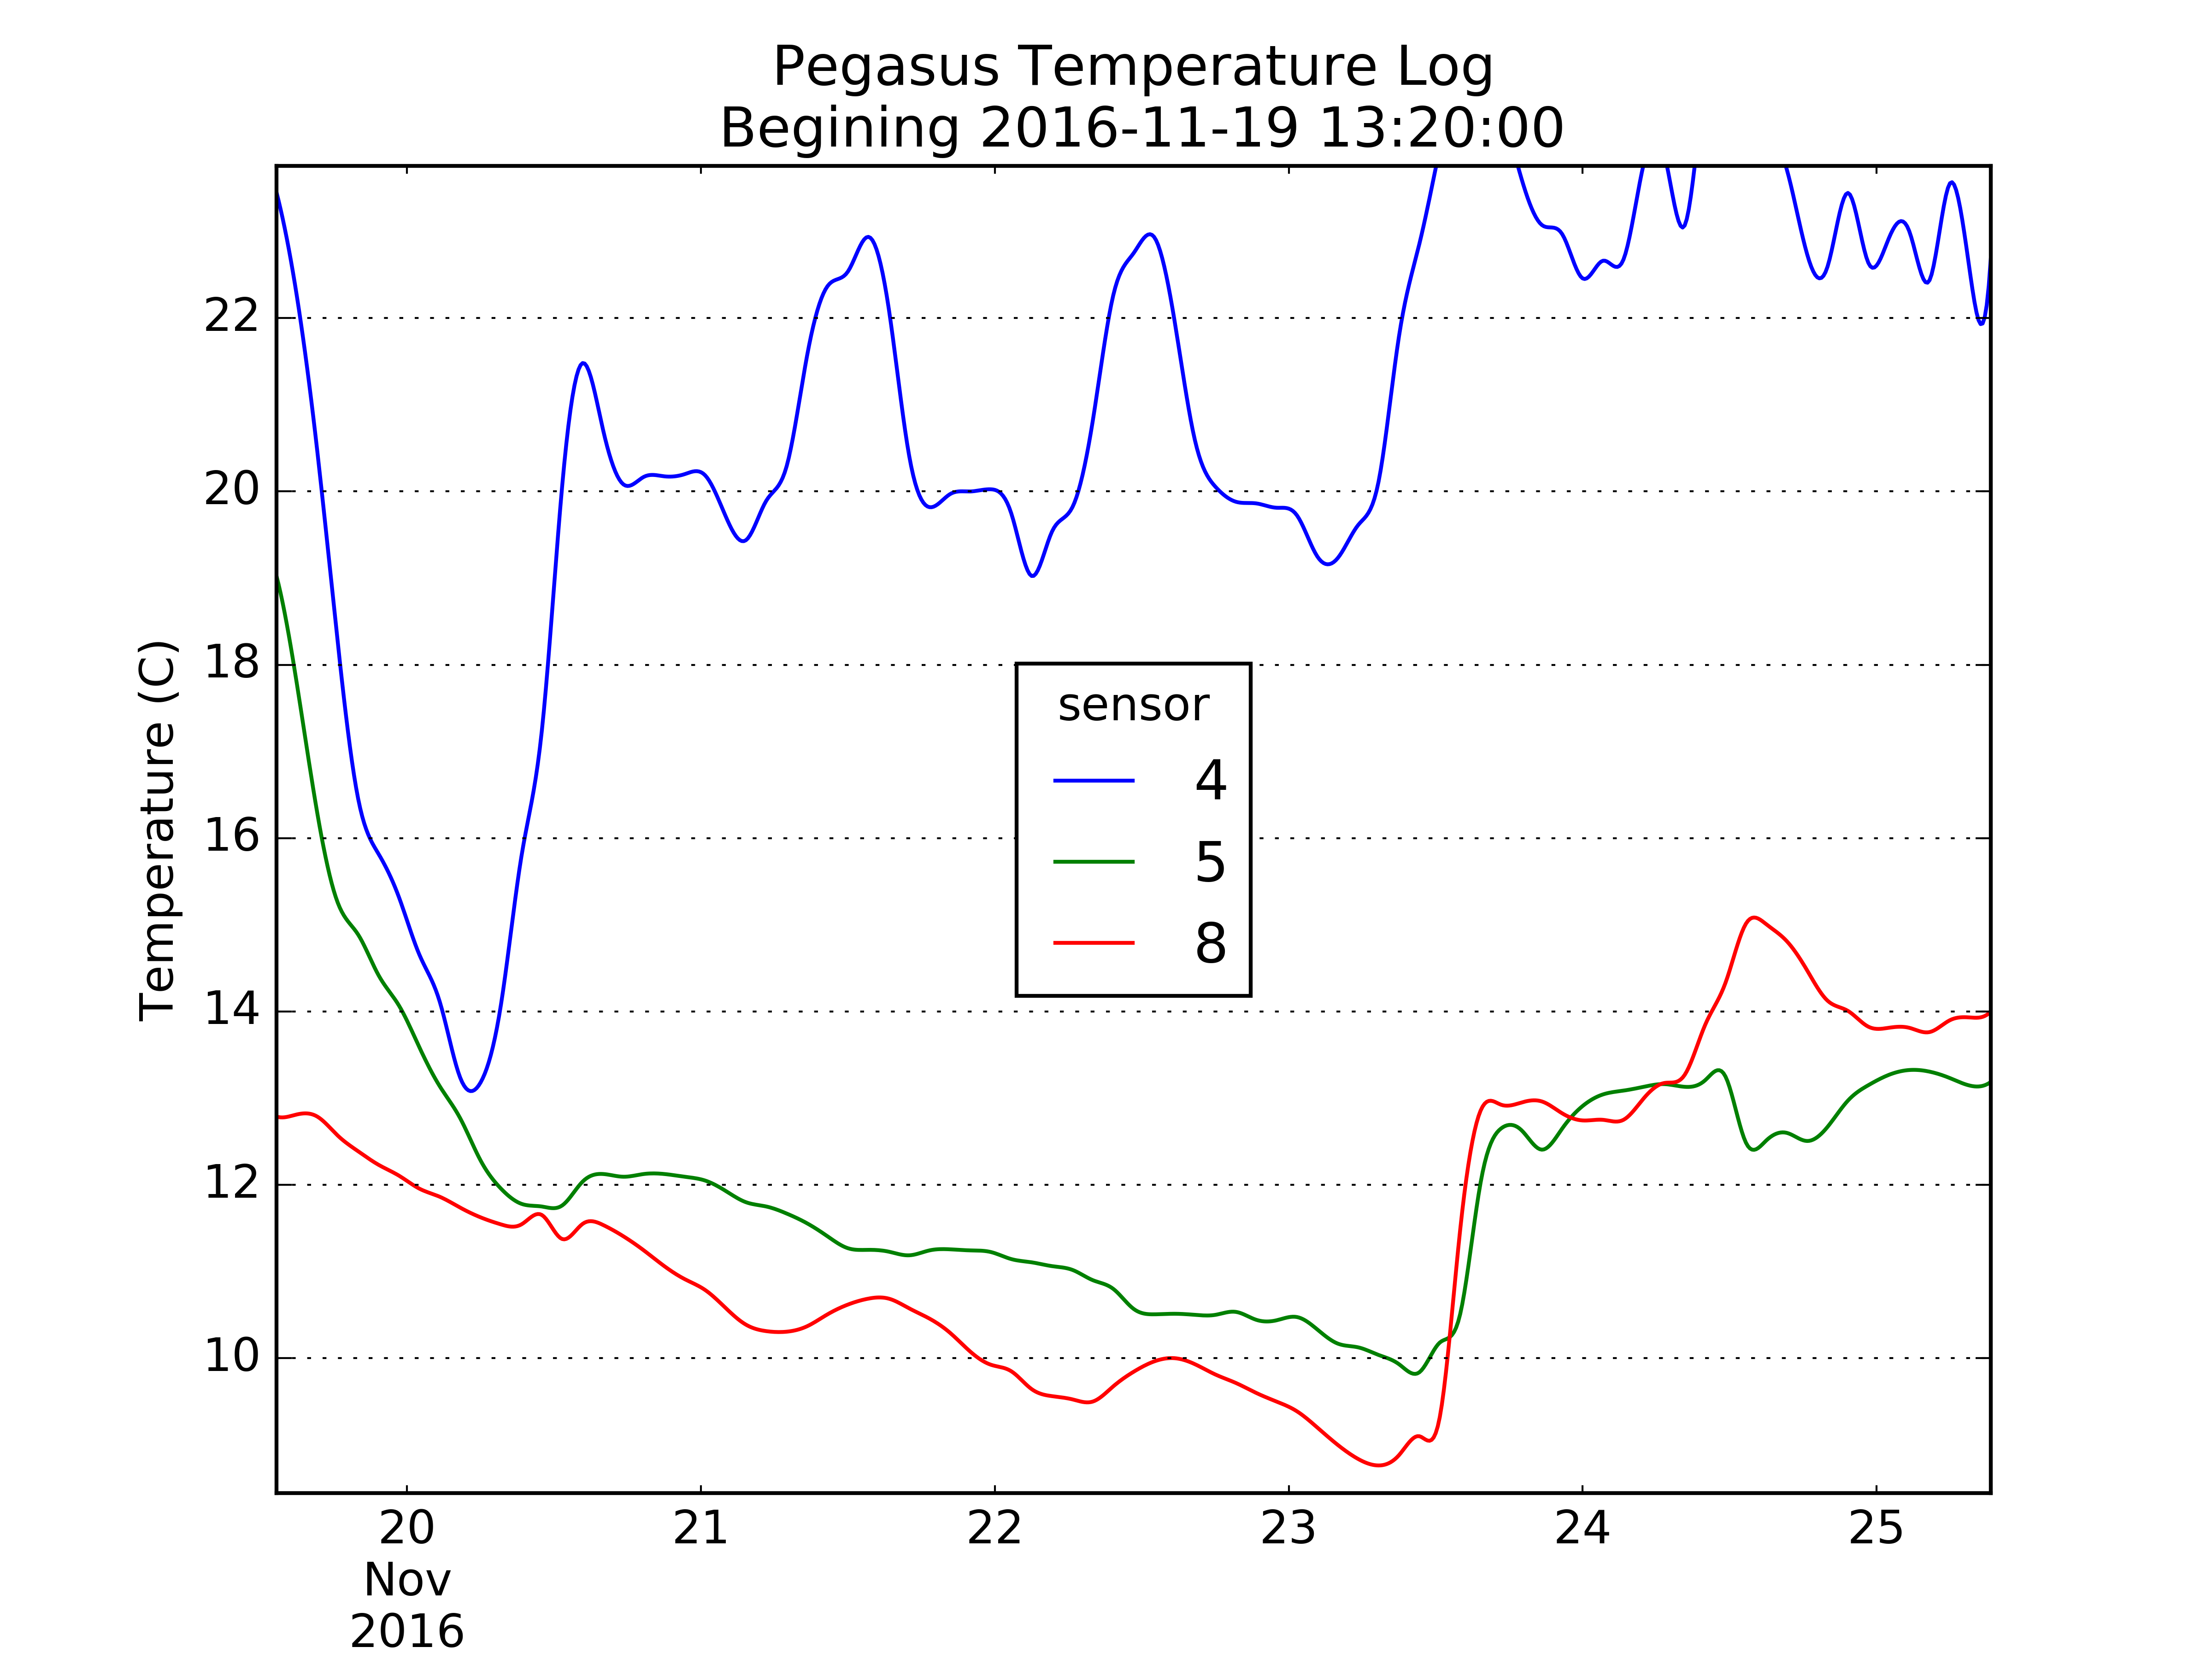 Pegasus Temperature Log
Begining 2016-11-19 13:20:00
Temperature (C)
22
20
18
16
14
12
10
sensor
4
5
8
20 21 22 23 24 25
Nov
2016